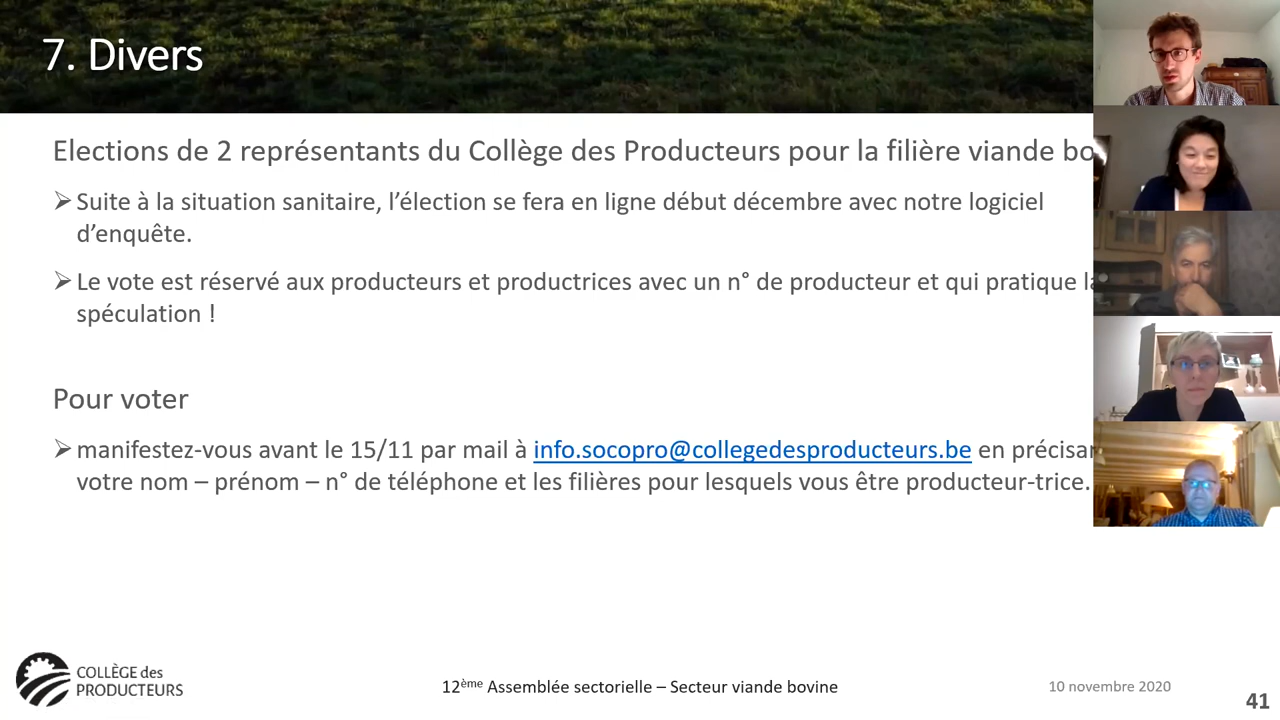 7. Divers
Elections de 2 représentants du Collège des Producteurs pour la filière viande
➢ Suite à la situation sanitaire, l’élection se fera en ligne début décembre avec notre logiciel
d’enquête.
➢ Le vote est réservé aux producteurs et productrices avec un n° de producteur et qui pratique
spéculation !
Pour voter
➢ manifestez-vous avant le 15/11 par mail à info.socopro@collegedesproducteurs.be en
votre nom – prénom – n° de téléphone et les filières pour lesquels vous être producteur-trice.
COLLÈGE des
PRODUCTEURS
12ème Assemblée sectorielle – Secteur viande bovine
10 novembre 2020
41